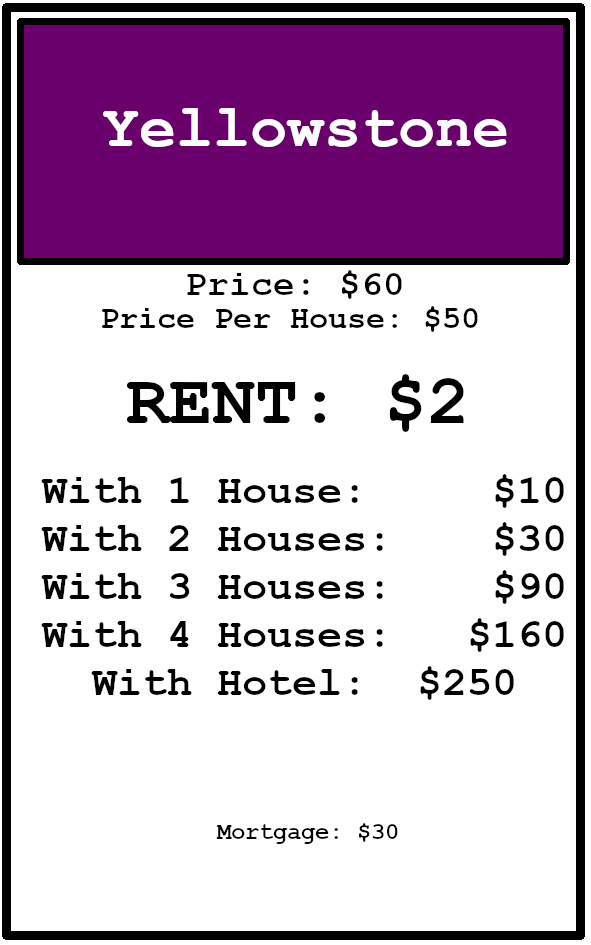 Yellowstone
Price: $60
Price Per House: $50
RENT: $2
With 1 House: $10
With 2 Houses: $30
With 3 Houses: $90
With 4 Houses: $160
With Hotel: $250
Mortgage: $30